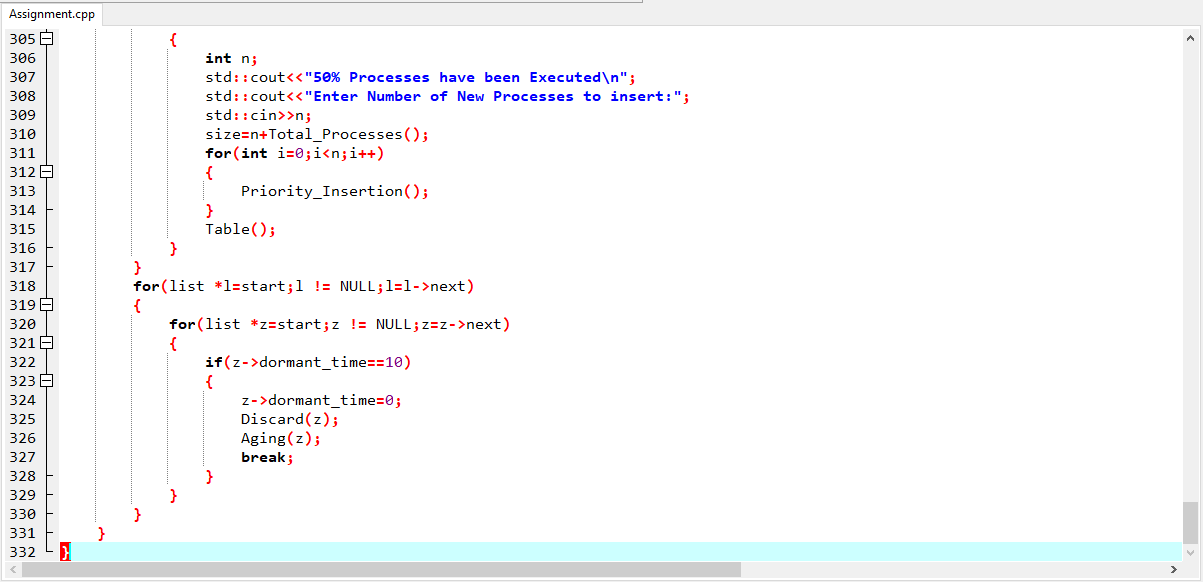 Assignment.cpp
305 {
306 int n;
307 std::cout<<"50% Processes have been Executed\n";
308 std::cout<<"Enter Number of New Processes to insert:";
309 std::cin>>n;
310 size=n+Total_Processes();
311 for(int i=0;i<n;i++)
312 {
313 Priority_Insertion();
314 }
315 Table();
316 }
317 }
318 for(list *l=start;l != NULL;l=l->next)
319 {
320 for(list *z=start;z != NULL;z=z->next)
321 {
322 if(z->dormant_time==10)
323 {
324 z->dormant_time=0;
325 Discard(z);
326 Aging(z);
327 break;
328 }
329 }
330 }
331 }
332 }